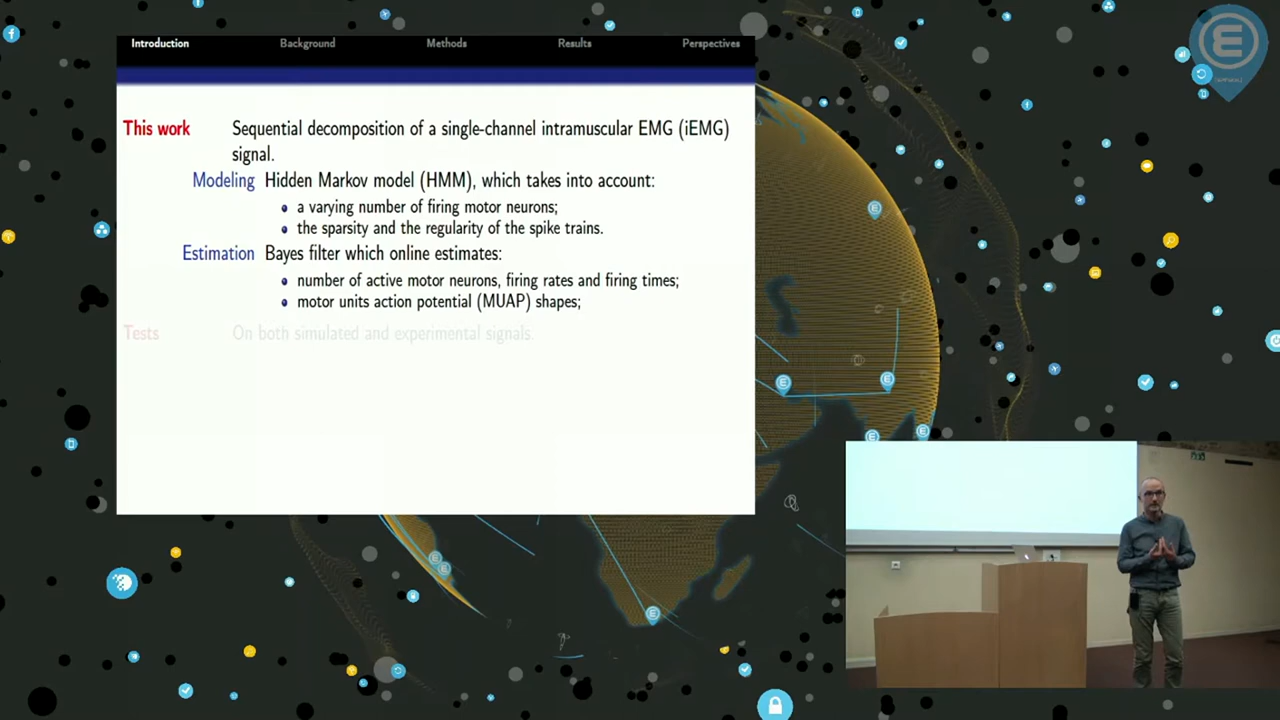 Introduction Background Methods Results Perspectives
This work Sequential decomposition of a single-channel intramuscular EMG (iEMG)
signal.
Modeling Hidden Markov model (HMM), which takes into account:
a varying number of firing motor neurons;
the sparsity and the regularity of the spike trains.
Estimation Bayes filter which online estimates:
number of active motor neurons, firing rates and firing times;
motor units action potential (MUAP) shapes;
Tests On both simulated and experimental signals.